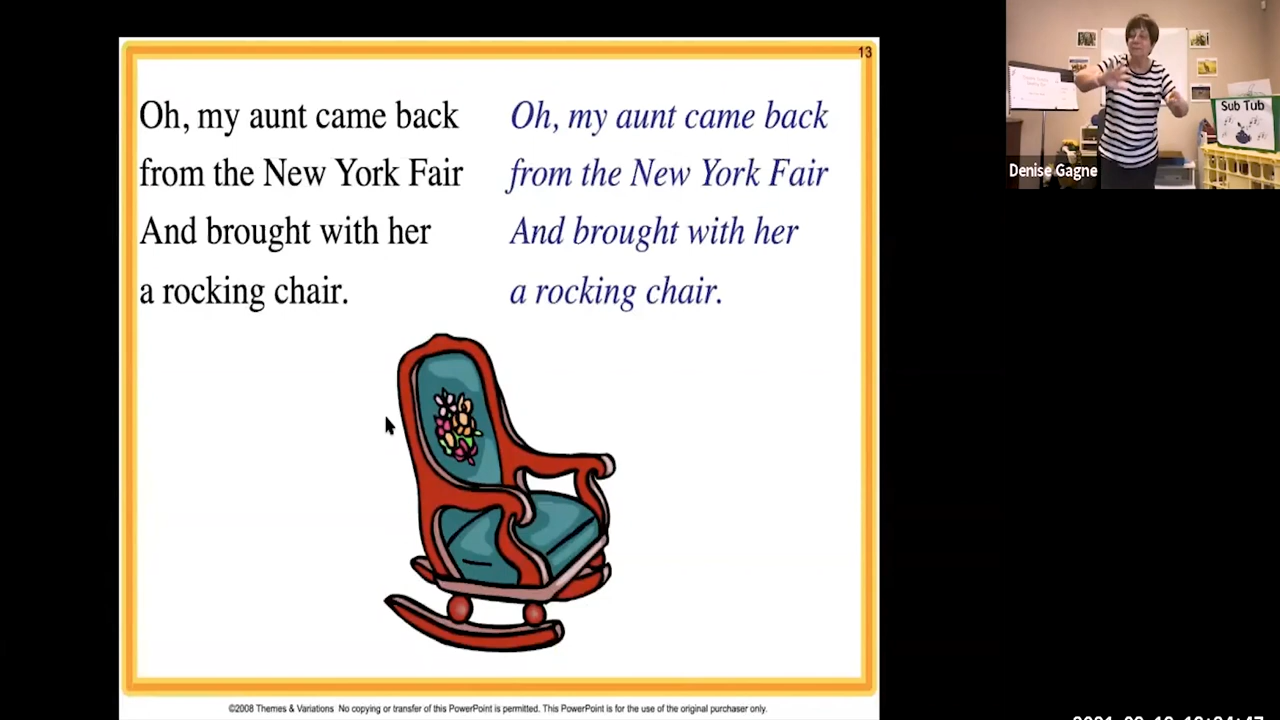 13
Oh, my aunt came back
from the New York Fair
And brought with her
a rocking chair.
Oh, my aunt came back
from the New York Fair
And brought with her
a rocking chair.
©2008 Themes & Variations No copying or transfer of this PowerPoint is permitted. This PowerPoint is for the use of the original purchaser only.
Sub Tub
Denise Gagne